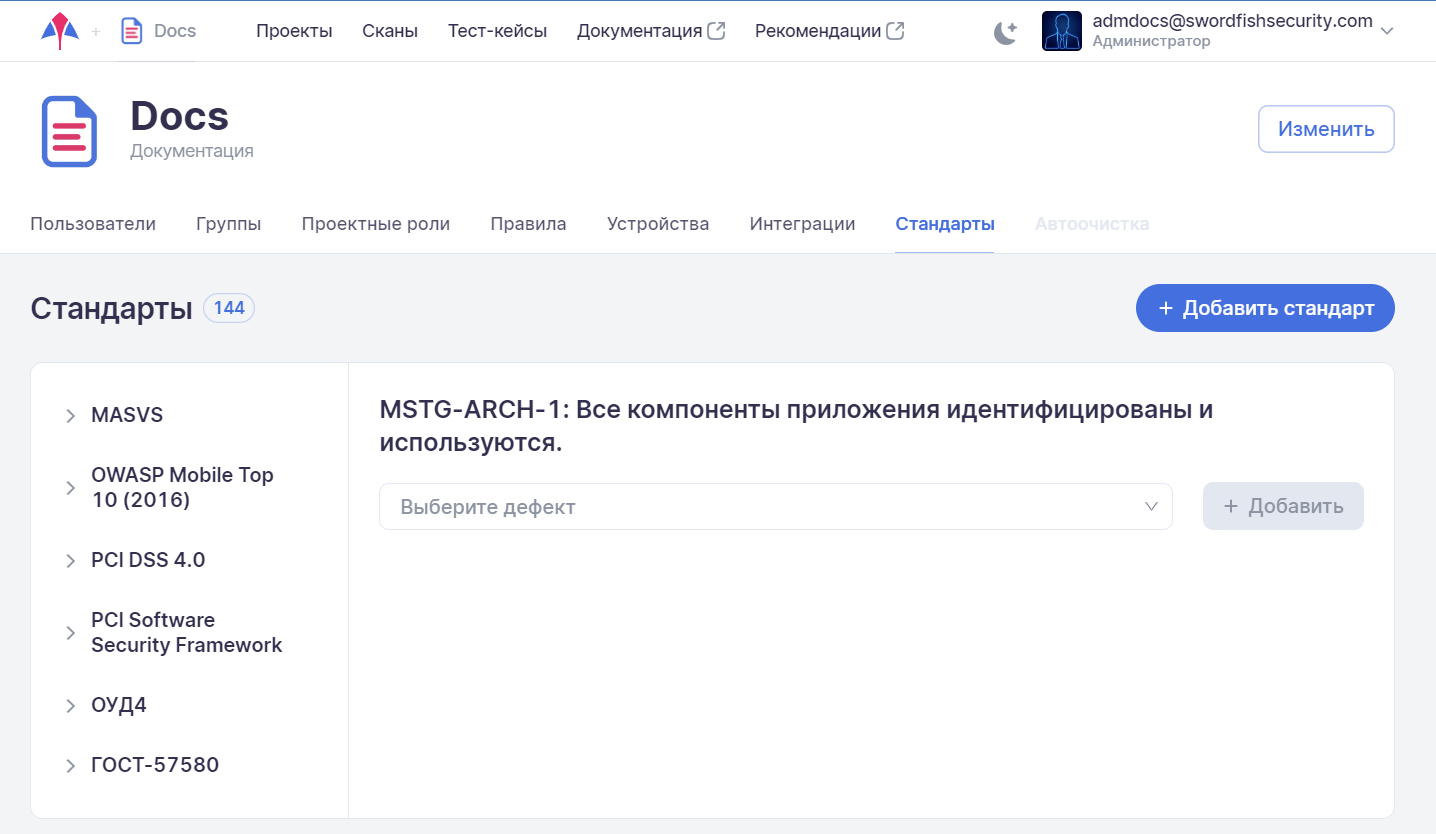 Docs Проекты Сканы Тест-кейсы Документация Рекомендации admdocs@swordfishsecurity.com
Администратор
Docs
Документация
Изменить
Пользователи Группы Проектные роли Правила Устройства Интеграции Стандарты Автоочистка
Стандарты 144
+ Добавить стандарт
MASVS
OWASP Mobile Top
10 (2016)
PCI DSS 4.0
PCI Software
Security Framework
ОУД4
ГОСТ-57580
MSTG-ARCH-1: Все компоненты приложения идентифицированы и
используются.
Выберите дефект
+ Добавить